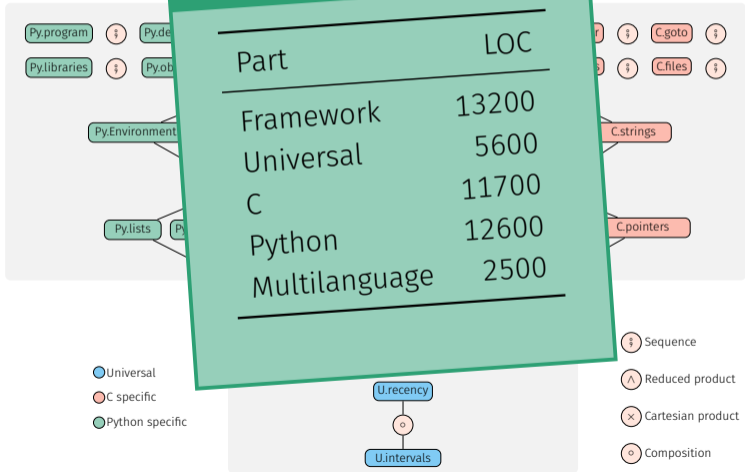 Py.program
Py.libraries
C.goto
C.files
Py.Environment
C.strings
Py.lists
C.pointers
Part LOC
Framework 13200
Universal 5600
C 11700
Python 12600
Multilanguage 2500
Universal
C specific
Python specific
U.recency
U.intervals
Sequence
Reduced product
Cartesian product
Composition